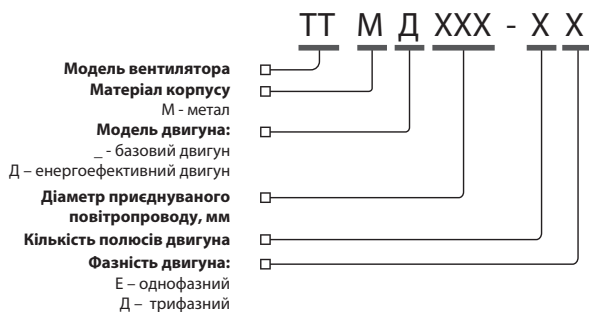 ТТ М Д ХХХ - Х Х
Модель вентилятора
Матеріал корпусу
М - метал
Модель двигуна:
_ - базовий двигун
Д – енергоефективний двигун
Діаметр приєднуваного
повітропроводу, мм
Кількість полюсів двигуна
Фазність двигуна:
Е – однофазний
Д – трифазний